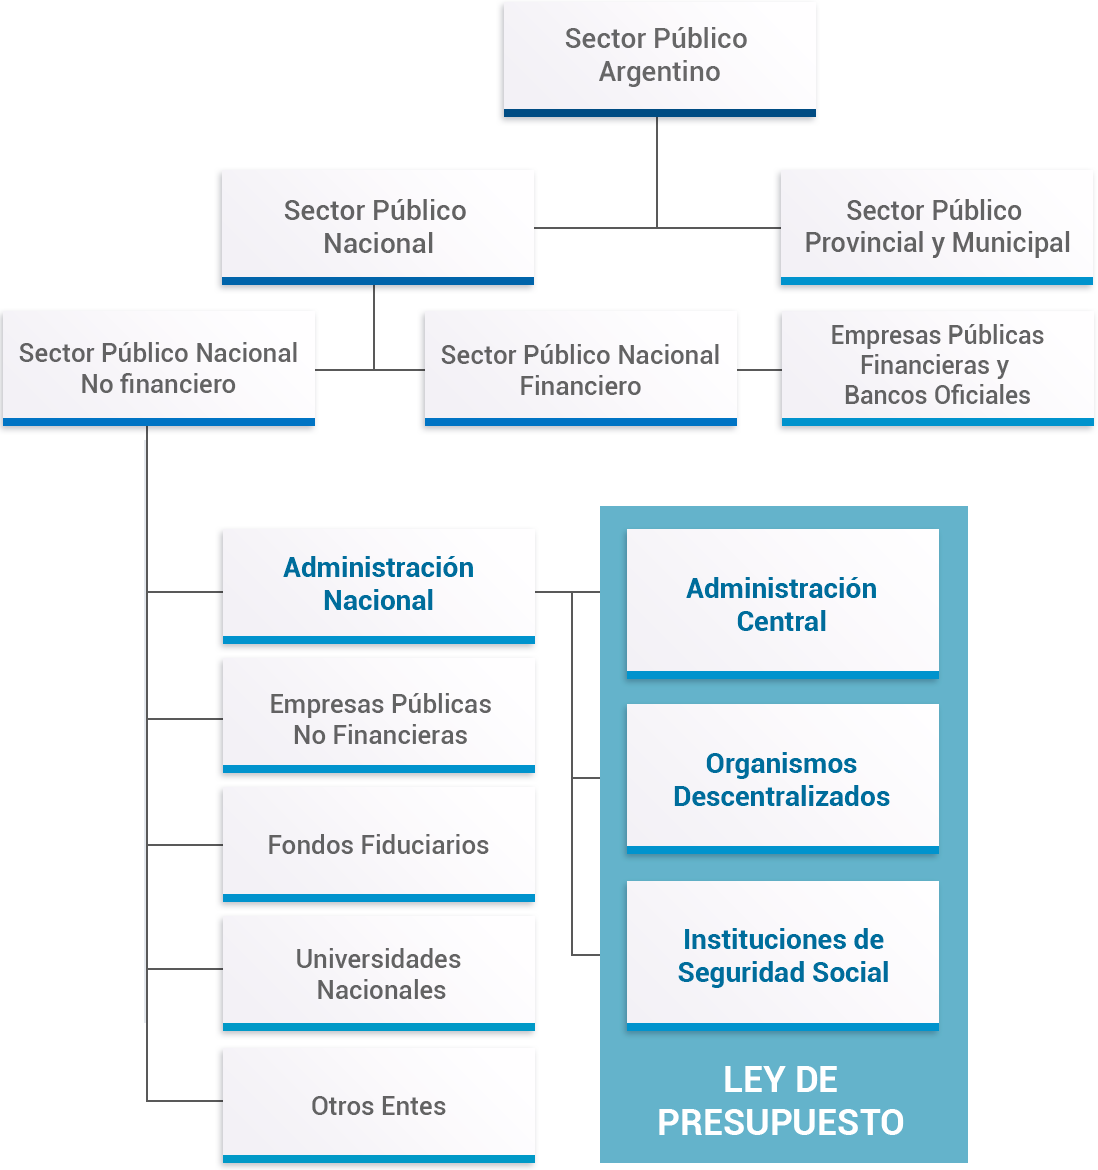 Sector Público
Argentino
Sector Público
Nacional
Sector Público
Provincial y Municipal
Sector Público Nacional
No financiero
Sector Público Nacional
Financiero
Empresas Públicas
Financieras y
Bancos Oficiales
Administración
Nacional
Empresas Públicas
No Financieras
Fondos Fiduciarios
Universidades
Nacionales
Otros Entes
Administración
Central
Organismos
Descentralizados
Instituciones de
Seguridad Social
LEY DE
PRESUPUESTO